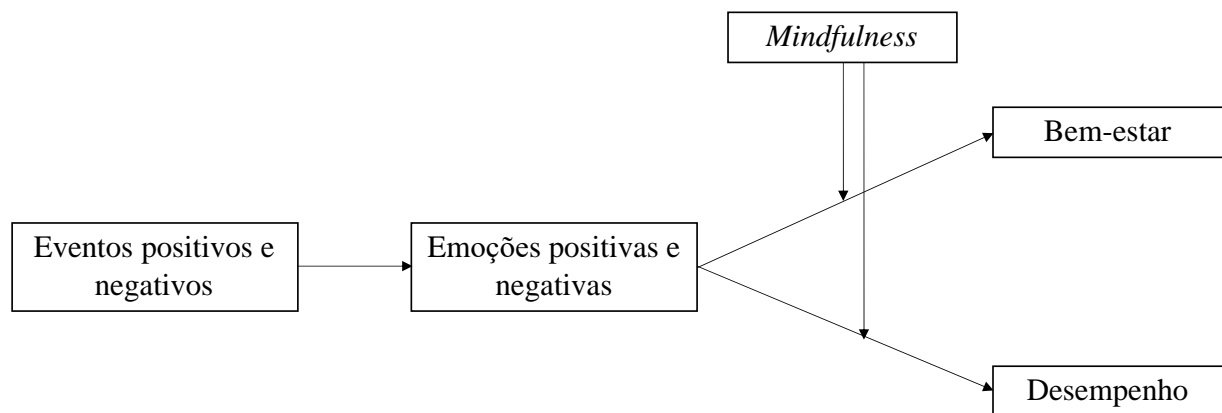 Mindfulness
Bem-estar
Eventos positivos e
negativos
Emoções positivas e
negativas
Desempenho